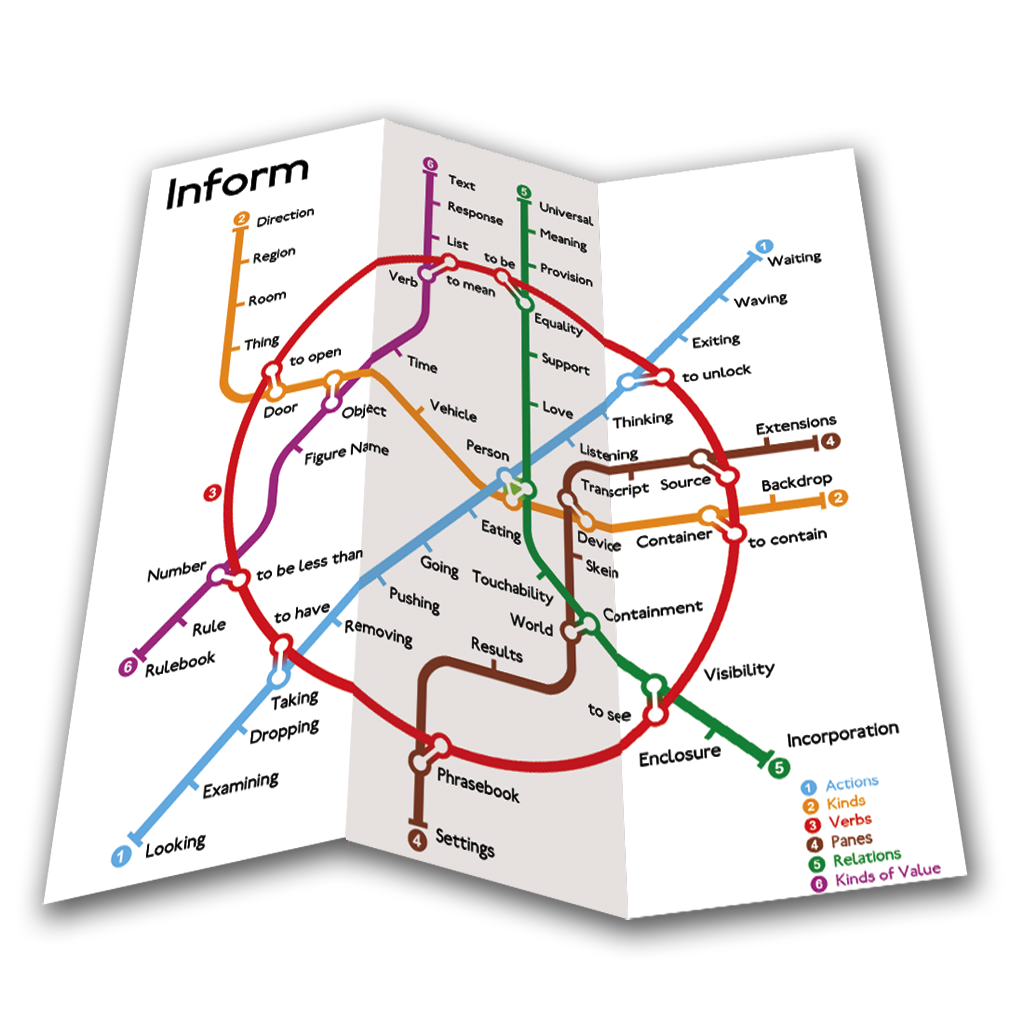 Inform
2
Direction
Region
Room
Thing
to open
Door
Object
Figure Name
3
Number
to be less than
Rule
6
Rulebook
to have
Taking
Dropping
Examining
1
Looking
6
Text
Response
List
Verb
to mean
Time
5
Universal
Meaning
to be
Provision
Equality
Support
Love
Vehicle
Person
Eating
Going
Pushing
Removing
Touchability
World
Results
Phrasebook
4
Settings
1
Waiting
Waving
Exiting
to unlock
Thinking
Listening
Extensions
4
Transcript
Source
Backdrop
2
Device
Container
to contain
Skein
Containment
Visibility
to see
Enclosure
Incorporation
5
1 Actions
2 Kinds
3 Verbs
4 Panes
5 Relations
6 Kinds of Value